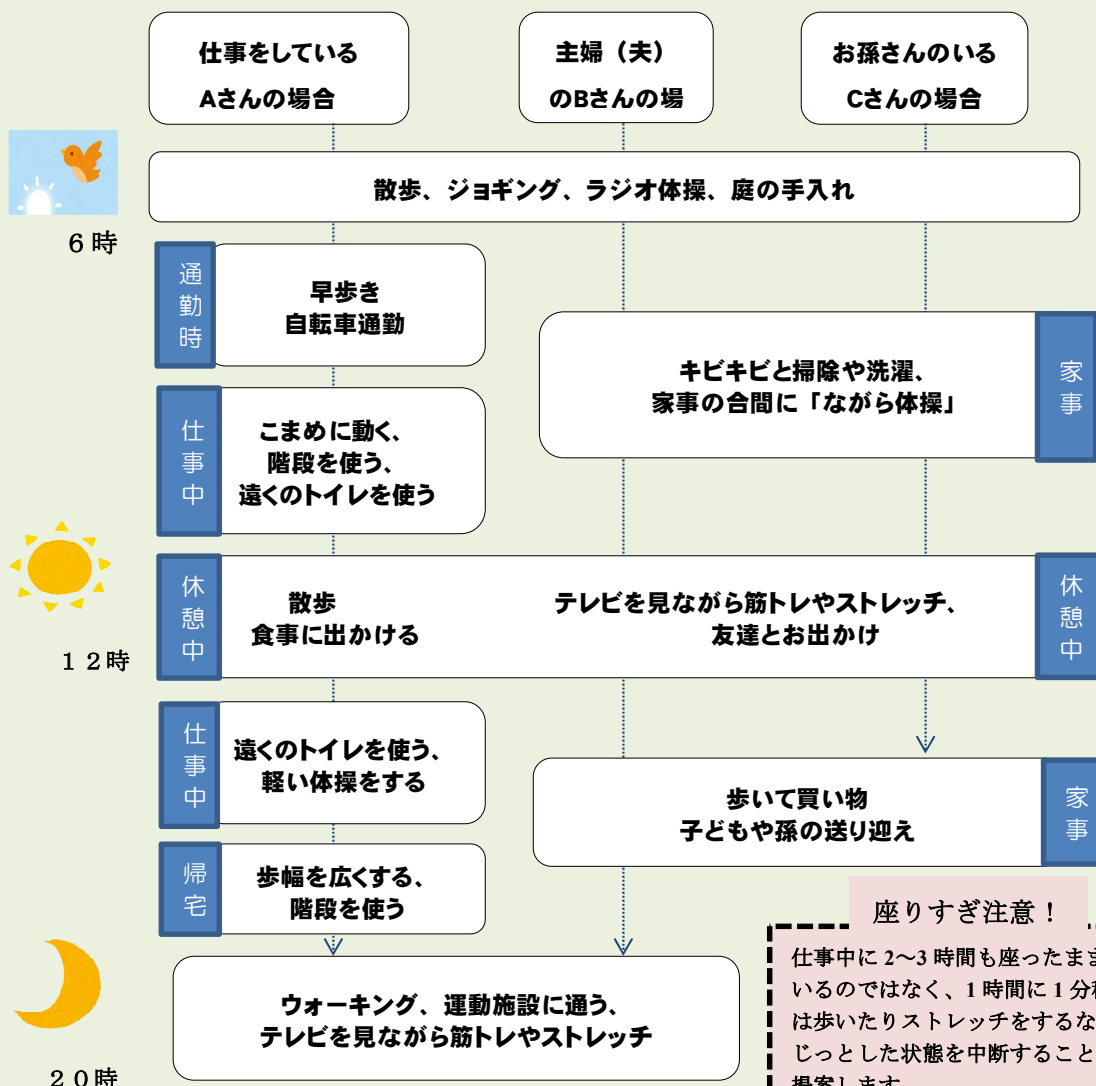 仕事をしている
Aさんの場合
主婦（夫）
のBさんの場
お孫さんのいる
Cさんの場合
散歩、ジョギング、ラジオ体操、庭の手入れ
６時
通勤時
早歩き
自転車通勤
キビキビと掃除や洗濯、
家事の合間に「ながら体操」
家事
仕事中
こまめに動く、
階段を使う、
遠くのトイレを使う
休憩中
散歩
食事に出かける
テレビを見ながら筋トレやストレッチ、
友達とお出かけ
休憩中
１２時
仕事中
遠くのトイレを使う、
軽い体操をする
歩いて買い物
子どもや孫の送り迎え
家事
帰宅
歩幅を広くする、
階段を使う
座りすぎ注意！
仕事中に2～3時間も座ったまま
いるのではなく、1時間に1分
は歩いたりストレッチをするな
じっとした状態を中断すること
提案します
ウォーキング、運動施設に通う、
テレビを見ながら筋トレやストレッチ
２０時